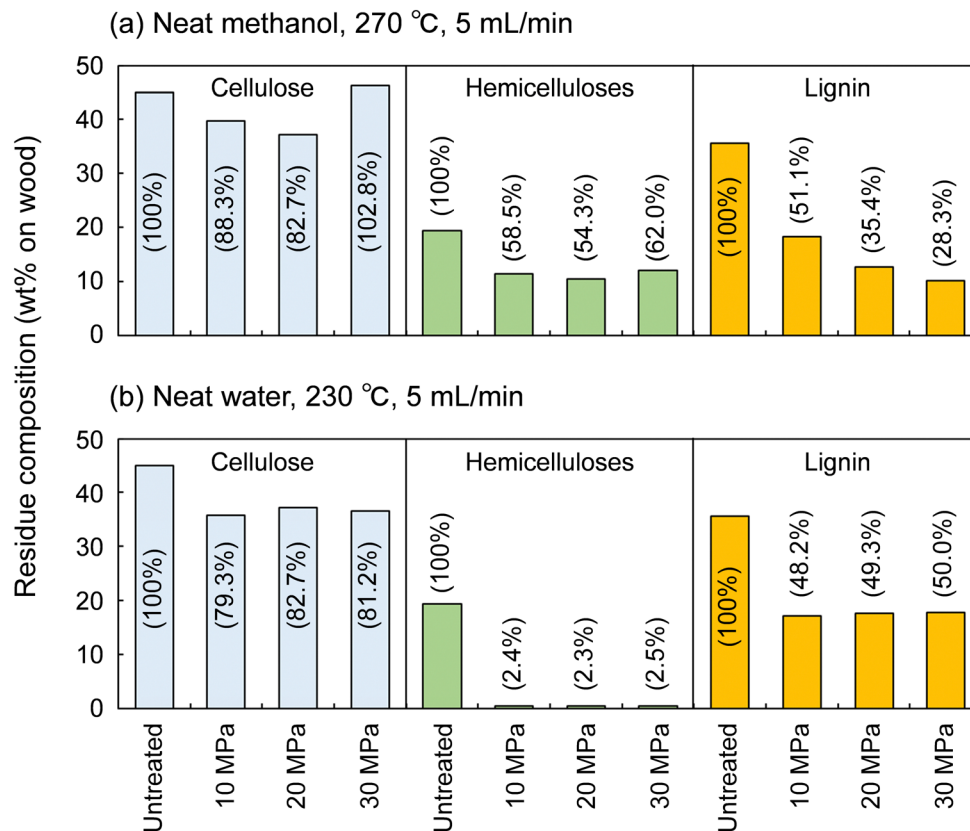 (a) Neat methanol, 270 ℃, 5 mL/min
Residue composition (wt% on wood)
50
40
30
20
10
0
Cellulose
Hemicelluloses
Lignin
(100%)
(88.3%)
(82.7%)
(102.8%)
(100%)
(58.5%)
(54.3%)
(62.0%)
(100%)
(51.1%)
(35.4%)
(28.3%)
(b) Neat water, 230 ℃, 5 mL/min
50
40
30
20
10
0
Cellulose
Hemicelluloses
Lignin
(100%)
(79.3%)
(82.7%)
(81.2%)
(100%)
(2.4%)
(2.3%)
(2.5%)
(100%)
(48.2%)
(49.3%)
(50.0%)
Untreated
10 MPa
20 MPa
30 MPa
Untreated
10 MPa
20 MPa
30 MPa
Untreated
10 MPa
20 MPa
30 MPa